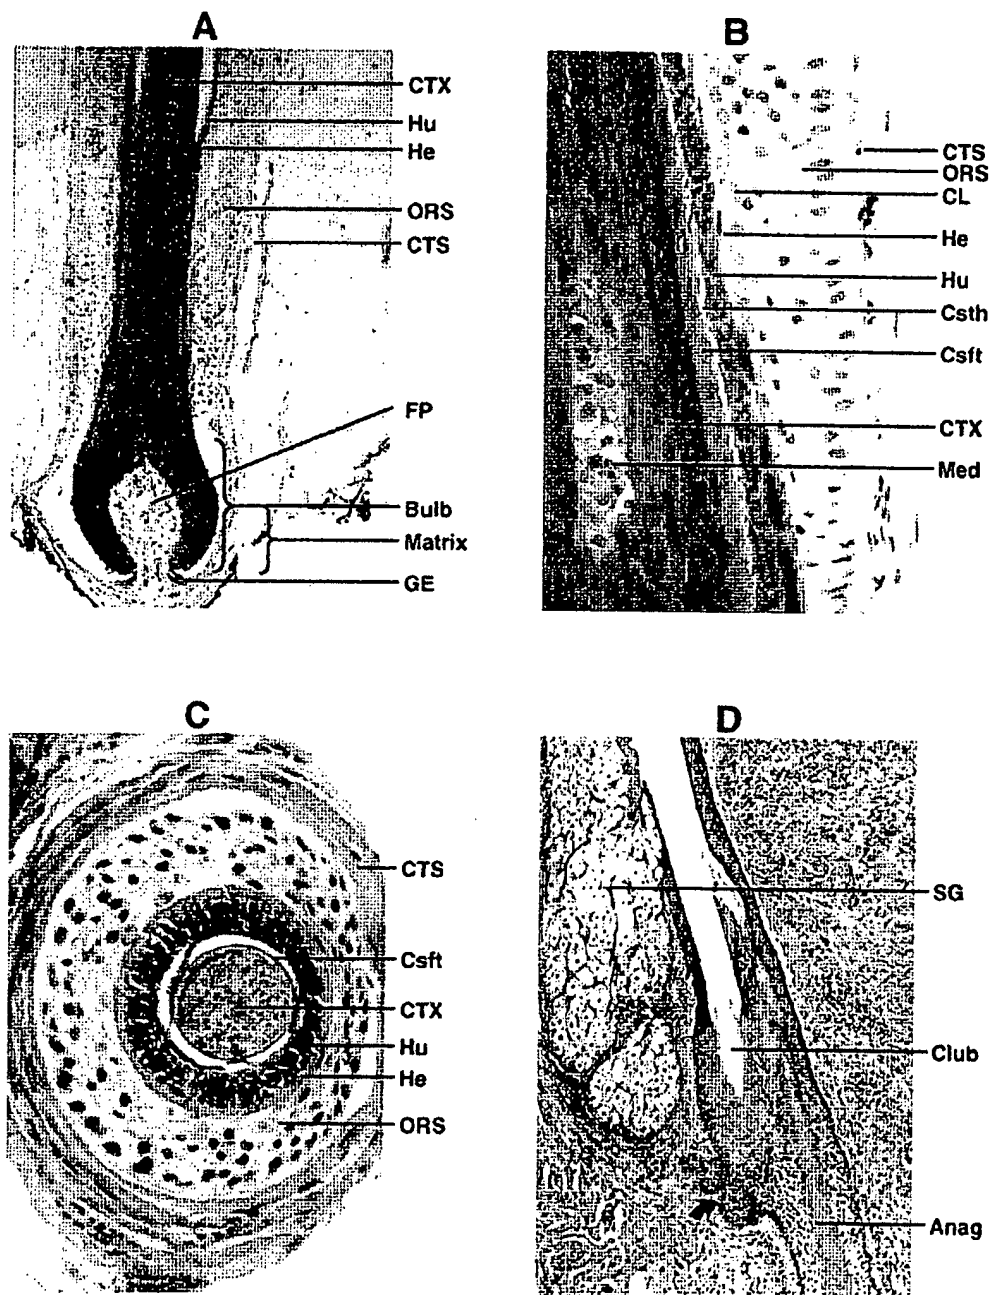 A
CTX
Hu
He
ORS
CTS
FP
Bulb
Matrix
GE
B
CTS
ORS
CL
He
Hu
Csth
Csft
CTX
Med
C
CTS
Csft
CTX
Hu
He
ORS
D
SG
Club
Anag